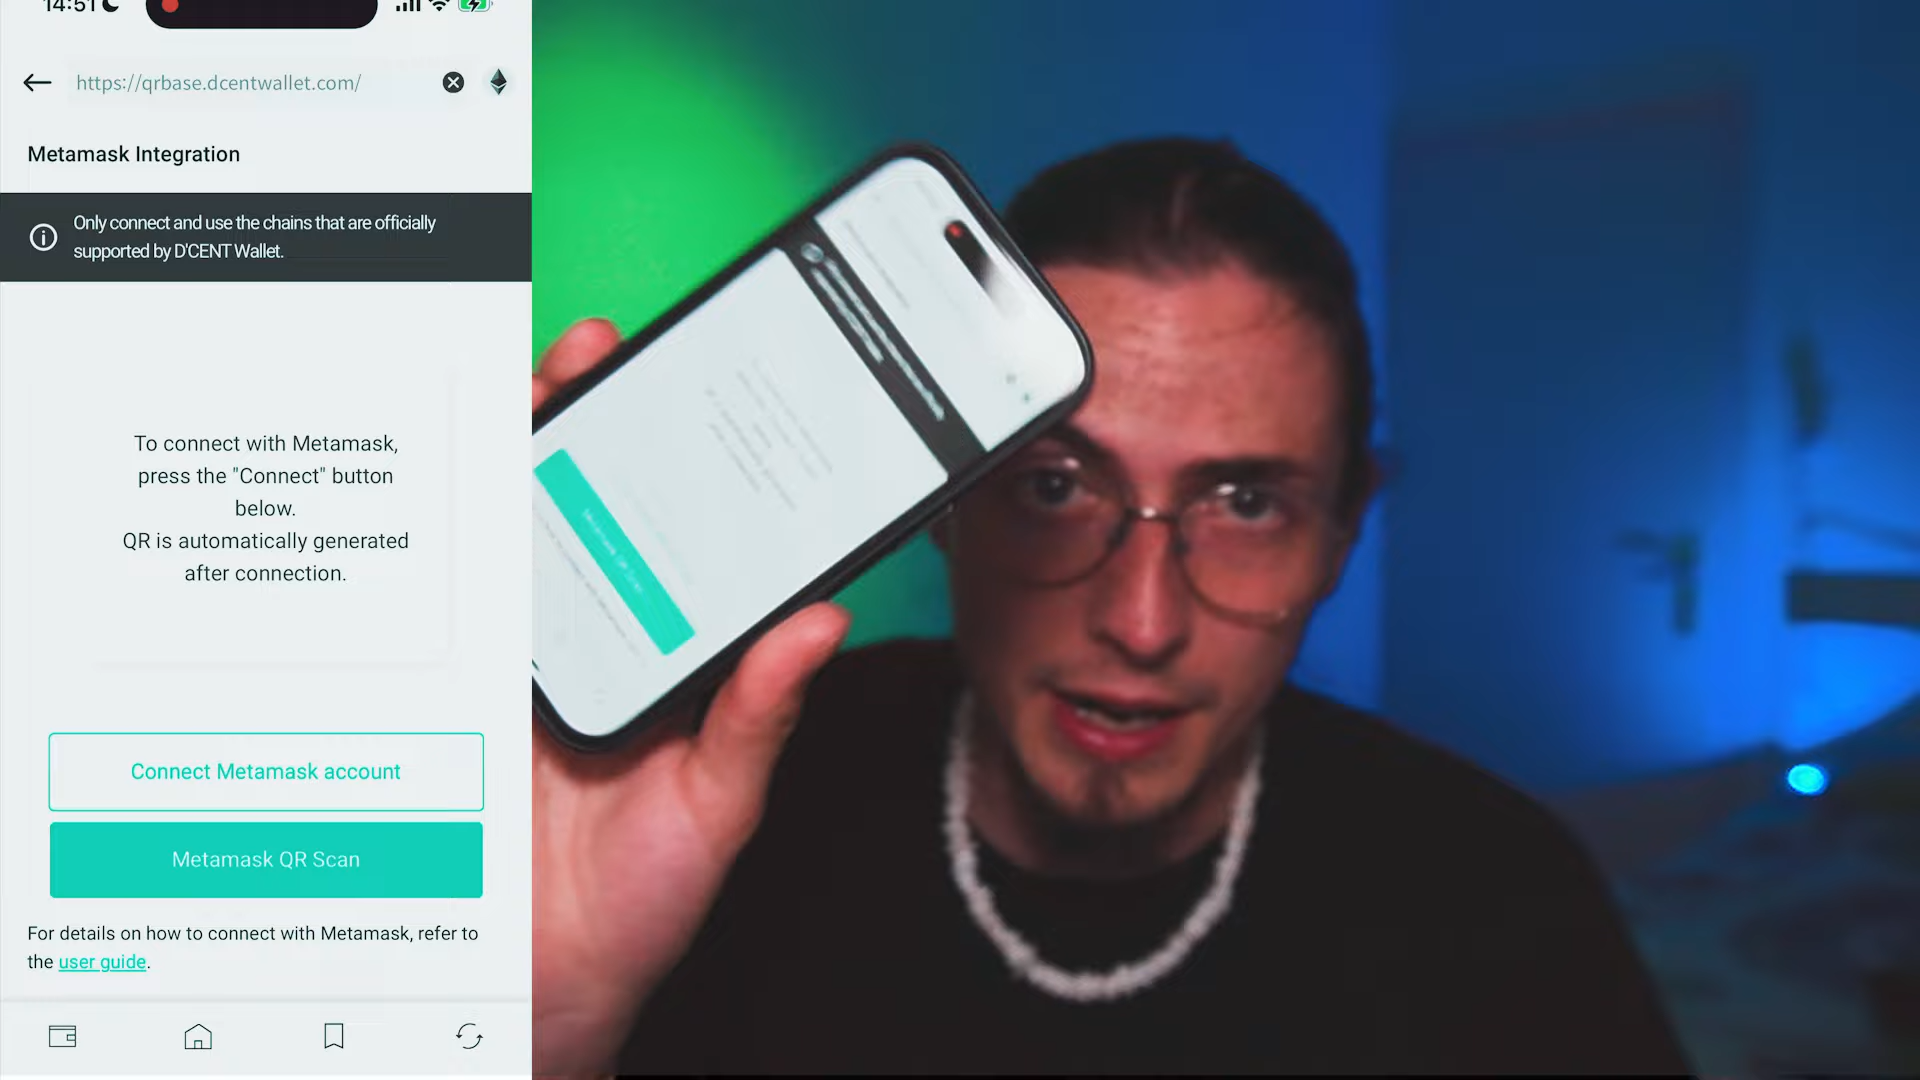 14:51
https://qrbase.dcentwallet.com/
Metamask Integration
Only connect and use the chains that are officially
supported by D'CENT Wallet.
To connect with Metamask,
press the "Connect" button
below.
QR is automatically generated
after connection.
Connect Metamask account
Metamask QR Scan
For details on how to connect with Metamask, refer to
the user guide.